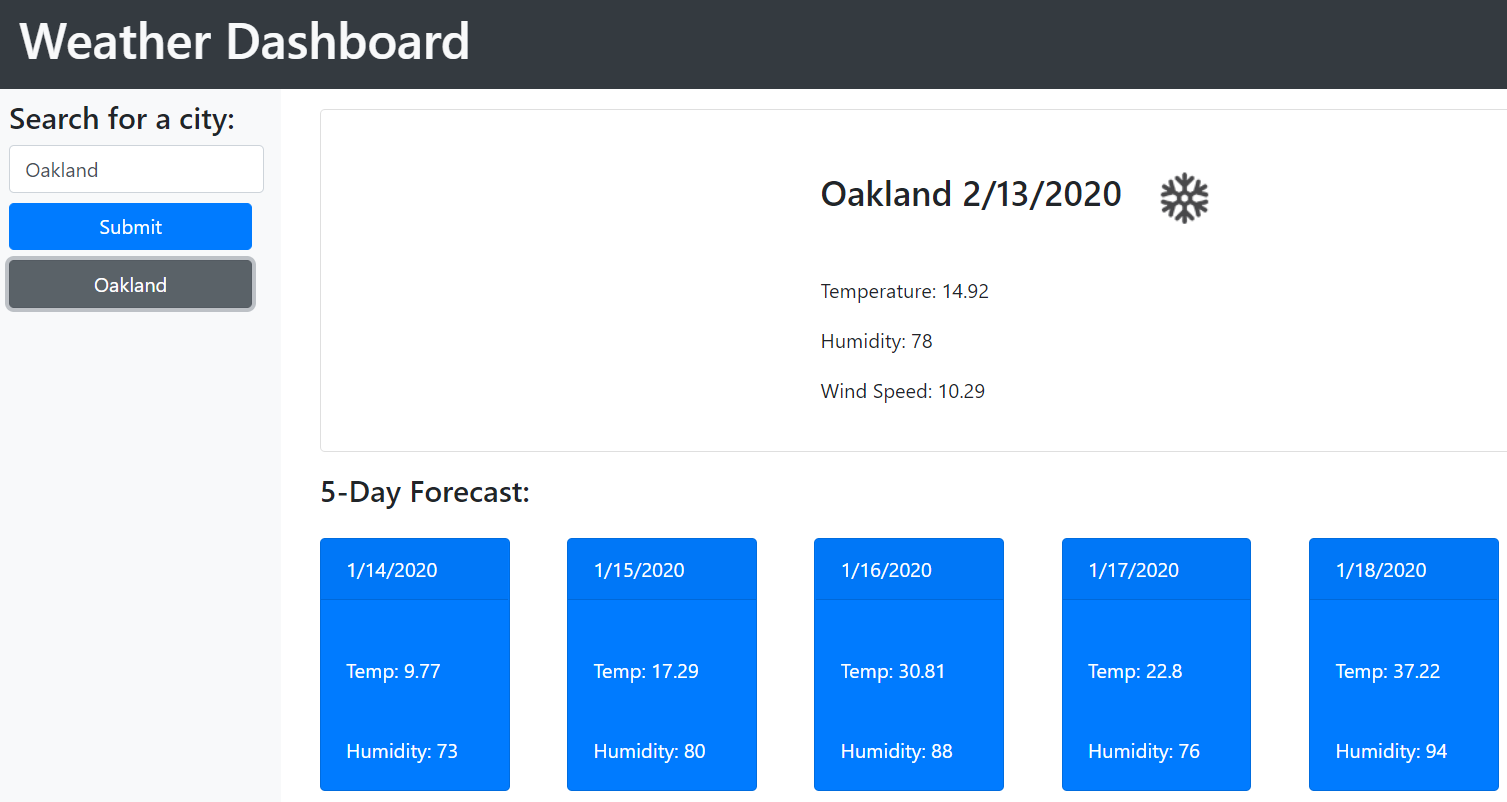 Weather Dashboard
Search for a city:
Oakland
Submit
Oakland
Oakland 2/13/2020
Temperature: 14.92
Humidity: 78
Wind Speed: 10.29
5-Day Forecast:
1/14/2020
Temp: 9.77
Humidity: 73
1/15/2020
Temp: 17.29
Humidity: 80
1/16/2020
Temp: 30.81
Humidity: 88
1/17/2020
Temp: 22.8
Humidity: 76
1/18/2020
Temp: 37.22
Humidity: 94